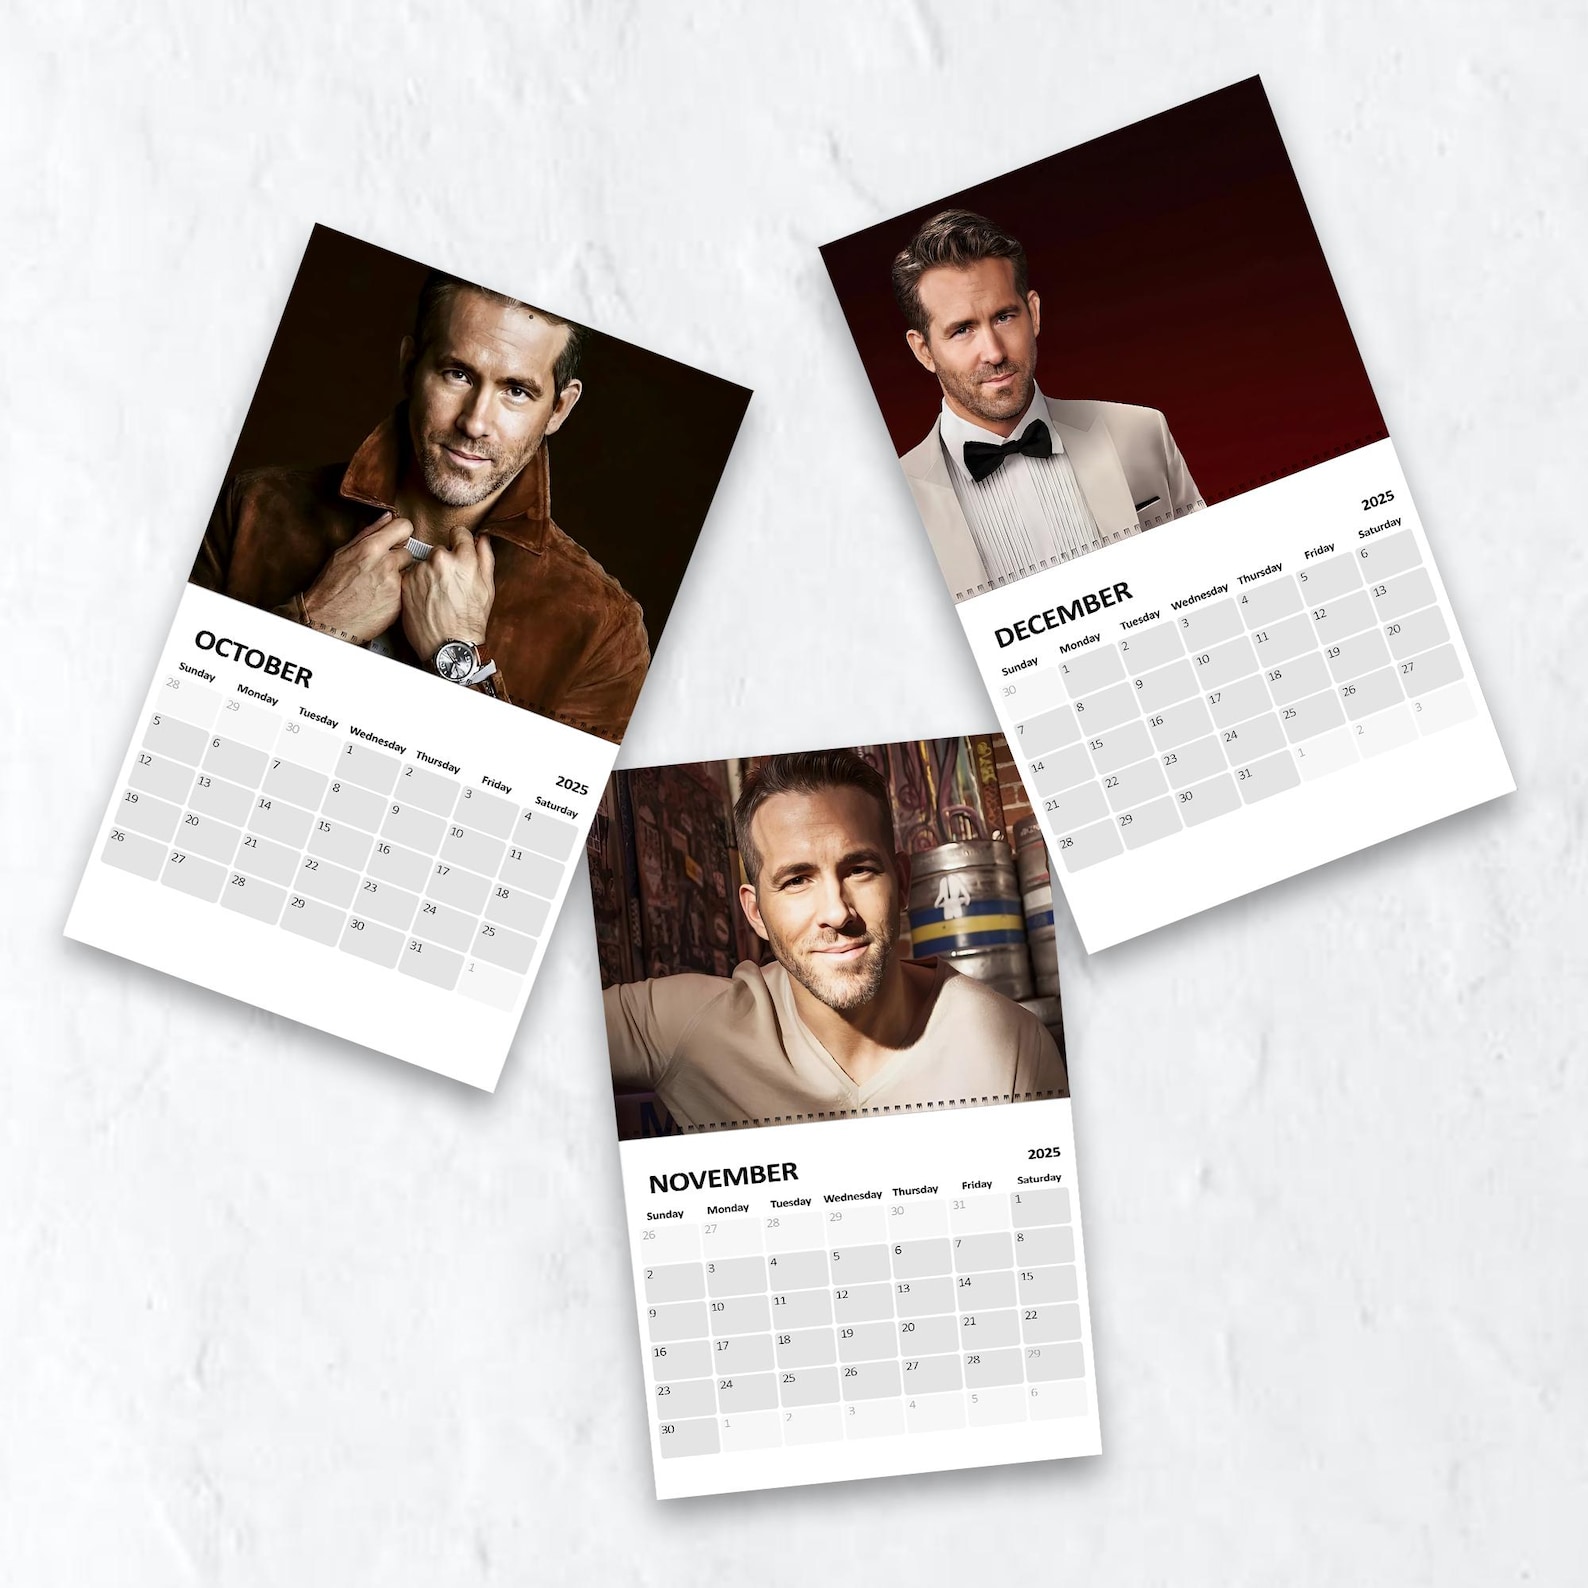 OCTOBER
2025
Sunday Monday Tuesday Wednesday Thursday Friday Saturday
28 29 30 1 2 3 4
5 6 7 8 9 10 11
12 13 14 15 16 17 18
19 20 21 22 23 24 25
26 27 28 29 30 31 1
DECEMBER
2025
Sunday Monday Tuesday Wednesday Thursday Friday Saturday
30 1 2 3 4 5 6
7 8 9 10 11 12 13
14 15 16 17 18 19 20
21 22 23 24 25 26 27
28 29 30 31 1 2 3
NOVEMBER
2025
Sunday Monday Tuesday Wednesday Thursday Friday Saturday
26 27 28 29 30 31 1
2 3 4 5 6 7 8
9 10 11 12 13 14 15
16 17 18 19 20 21 22
23 24 25 26 27 28 29
30 1 2 3 4 5 6